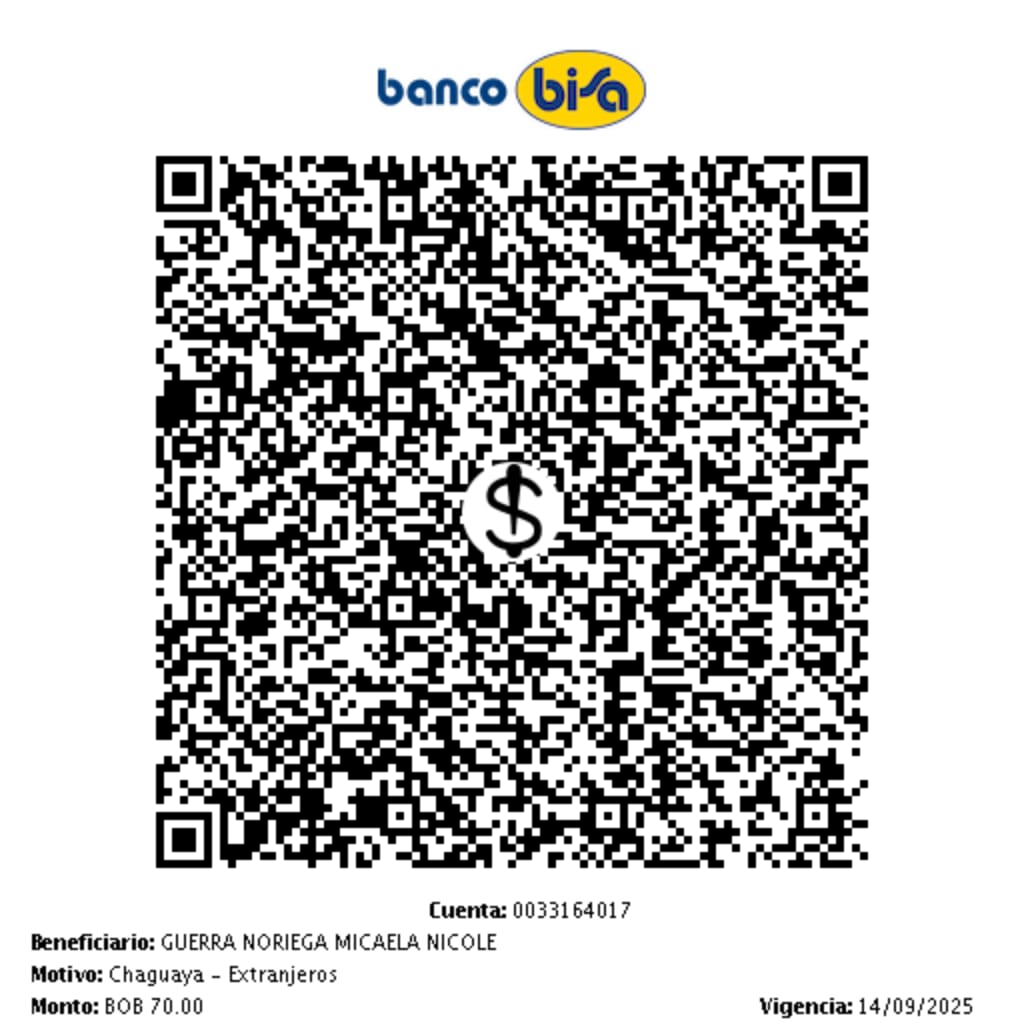 banco bisa
$
Cuenta: 0033164017
Beneficiario: GUERRA NORIEGA MICAELA NICOLE
Motivo: Chaguaya - Extranjeros
Monto: BOB 70.00
Vigencia: 14/09/2025